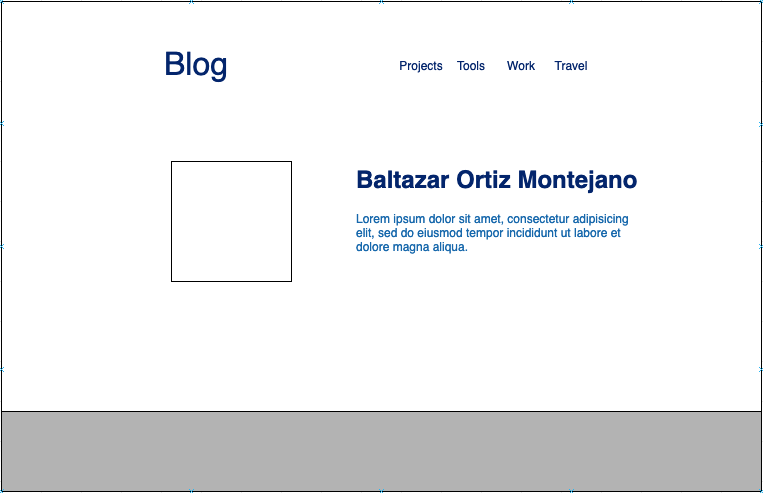 Blog
Projects Tools Work Travel
Baltazar Ortiz Montejano
Lorem ipsum dolor sit amet, consectetur adipisicing
elit, sed do eiusmod tempor incididunt ut labore et
dolore magna aliqua.